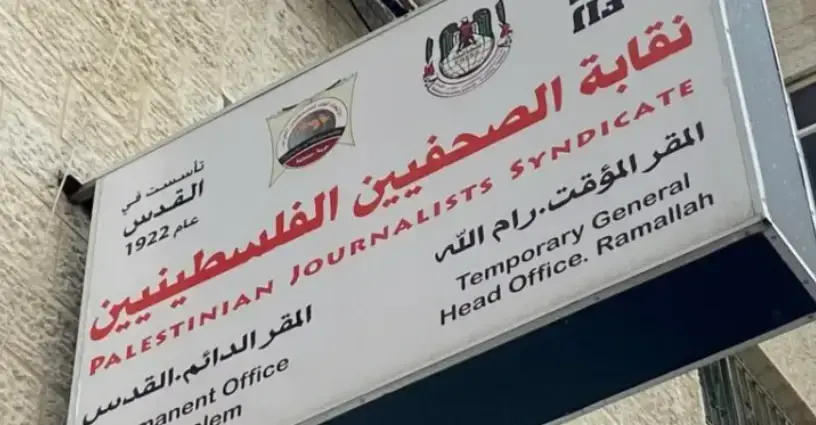 نقابة الصحفيين الفلسطينيين
PALESTINIAN JOURNALISTS SYNDICATE
تأسست في
القدس
عام 1922
المقر المؤقت.رام الله
Temporary General
Head Office. Ramallah
المقر الدائم.القدس
Office